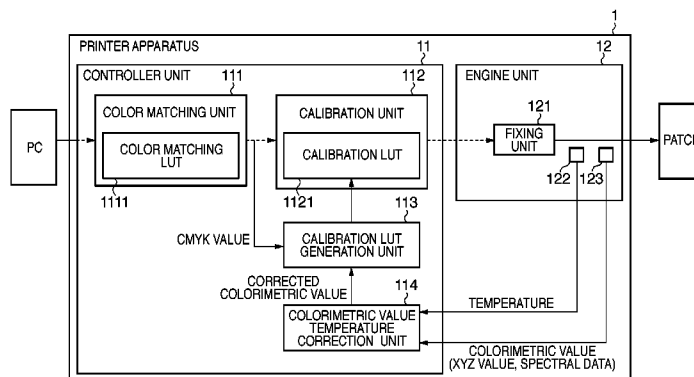 1
PRINTER APPARATUS
11
12
CONTROLLER UNIT
111
112
ENGINE UNIT
COLOR MATCHING UNIT
CALIBRATION UNIT
121
PC
COLOR MATCHING
LUT
CALIBRATION LUT
FIXING
UNIT
PATCH
1111
1121
122
123
113
CMYK VALUE
CALIBRATION LUT
GENERATION UNIT
CORRECTED
COLORIMETRIC VALUE
114
COLORIMETRIC VALUE
TEMPERATURE
CORRECTION UNIT
TEMPERATURE
COLORIMETRIC VALUE
(XYZ VALUE, SPECTRAL DATA)